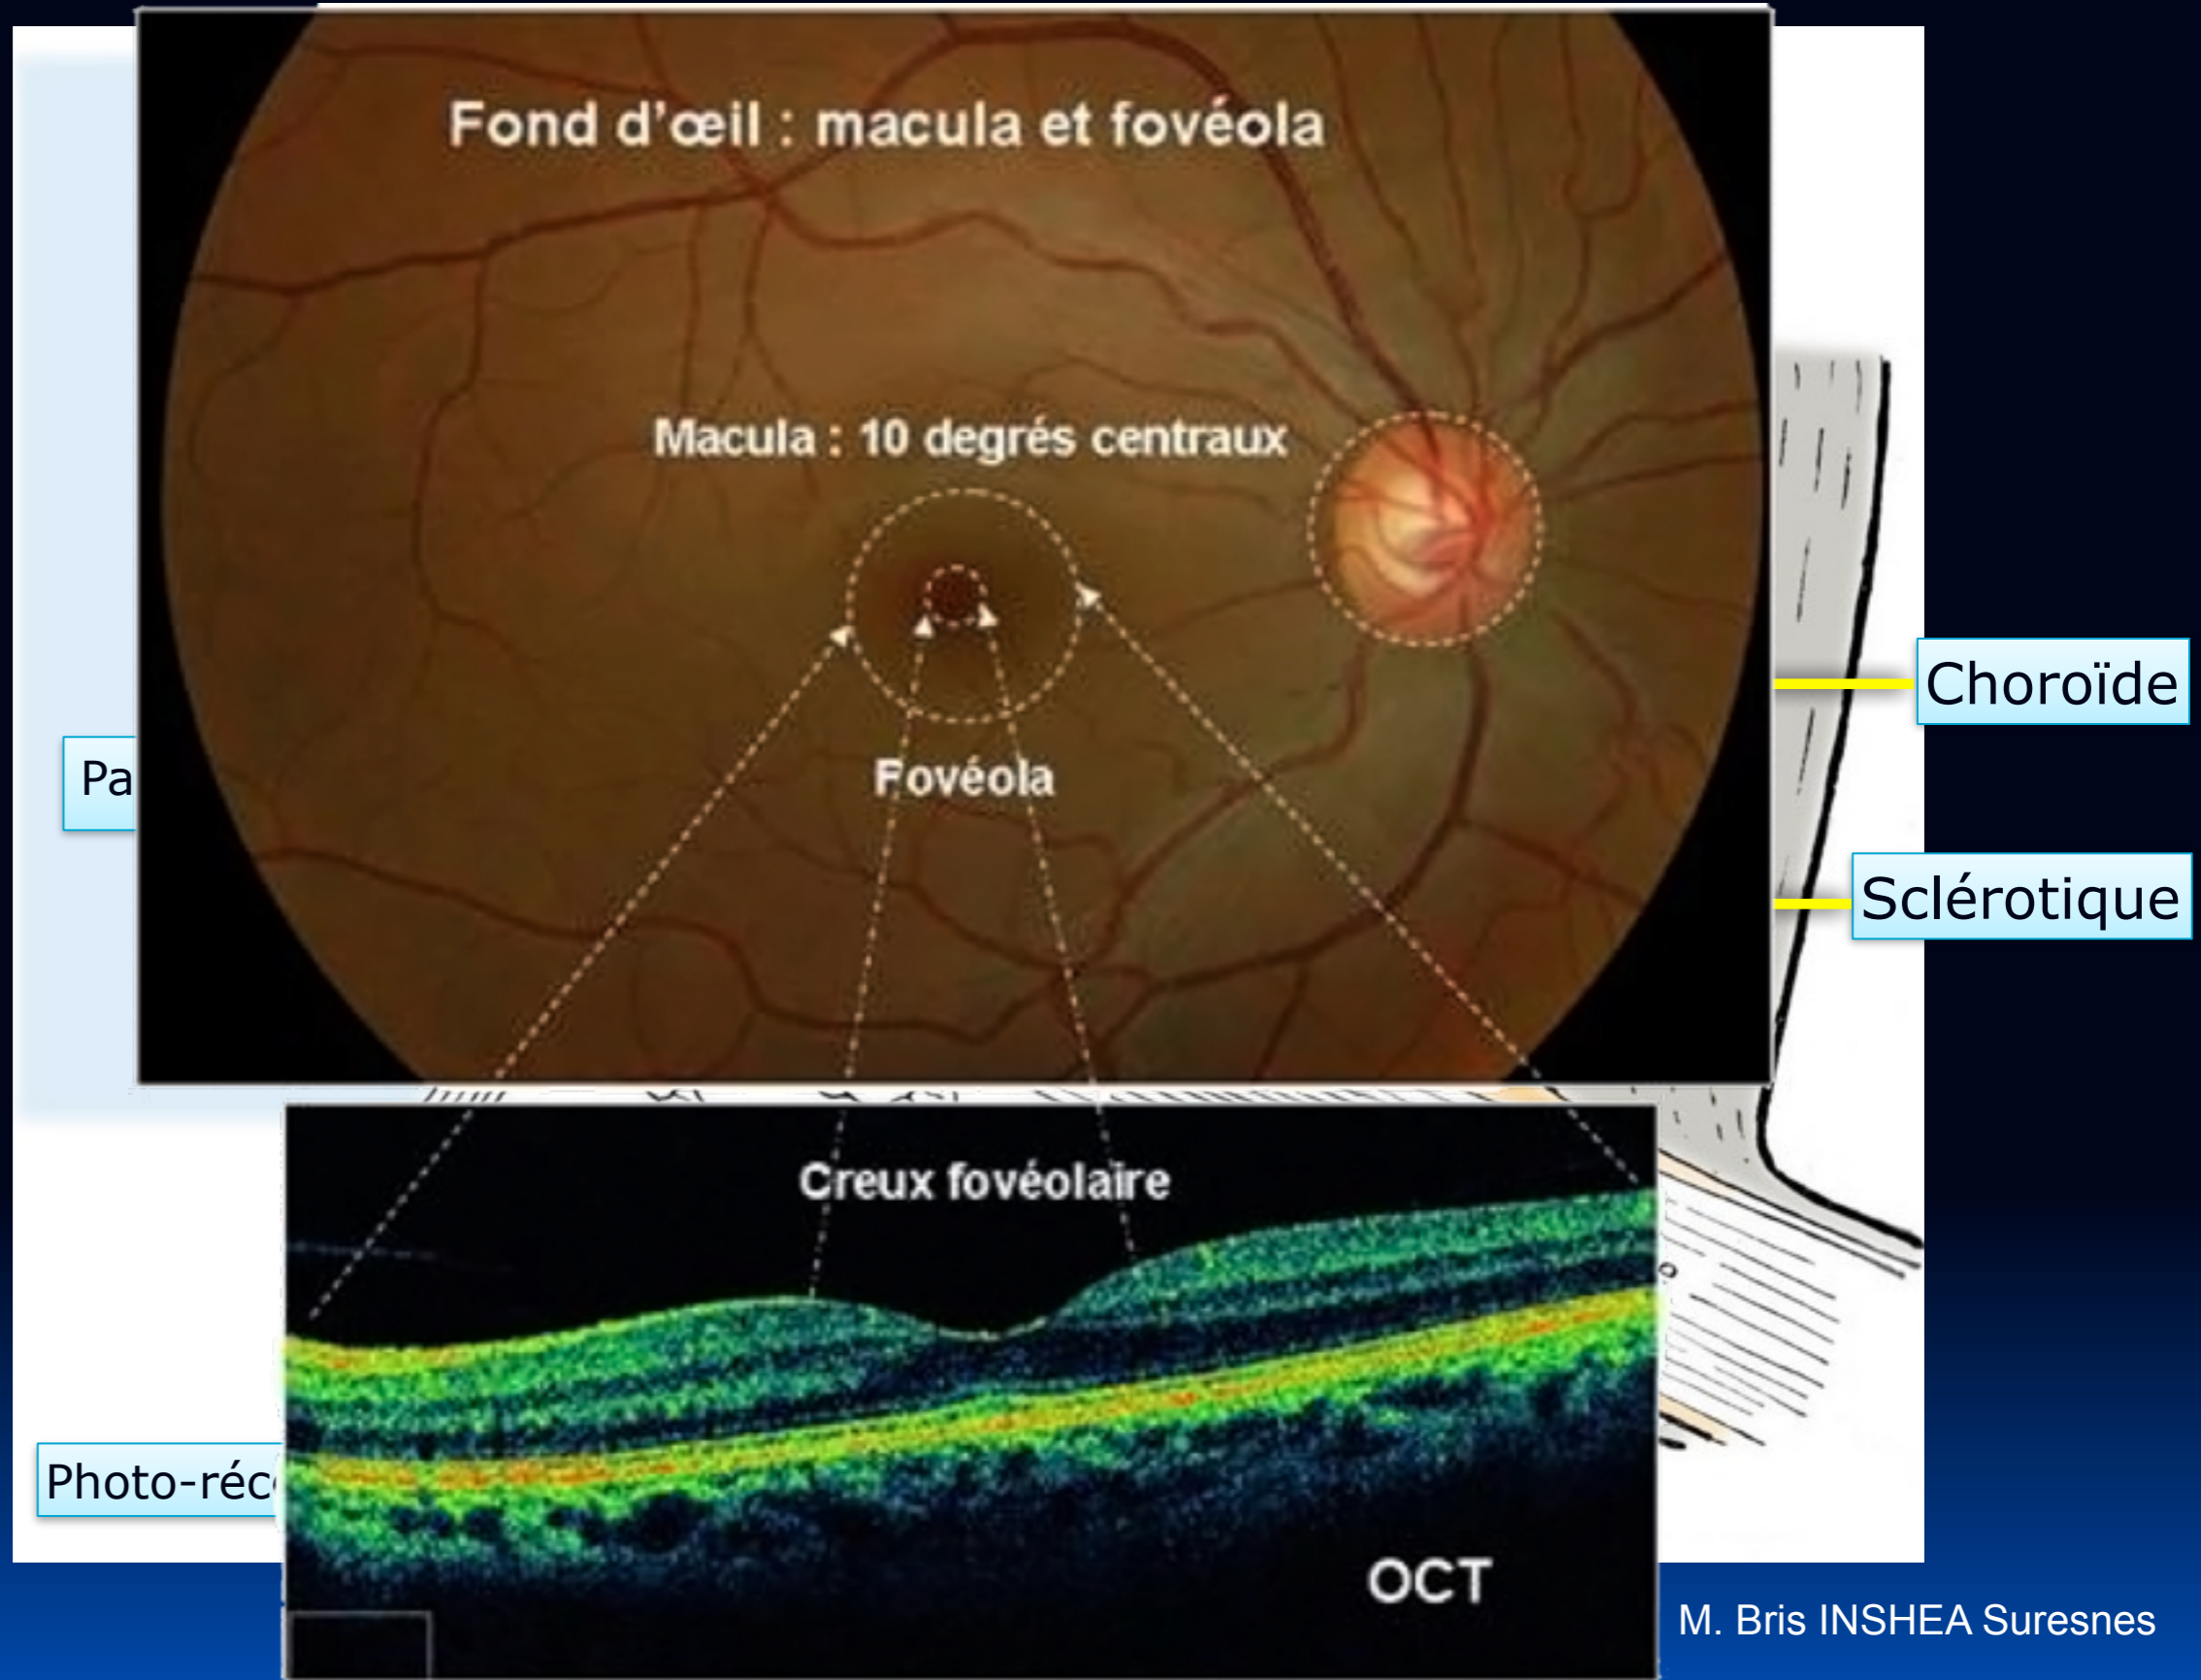 Fond d'œil : macula et fovéola
Macula : 10 degrés centraux
Choroïde
Pa
Fovéola
Sclérotique
Creux fovéolaire
Photo-réc
OCT
M. Bris INSHEA Suresnes